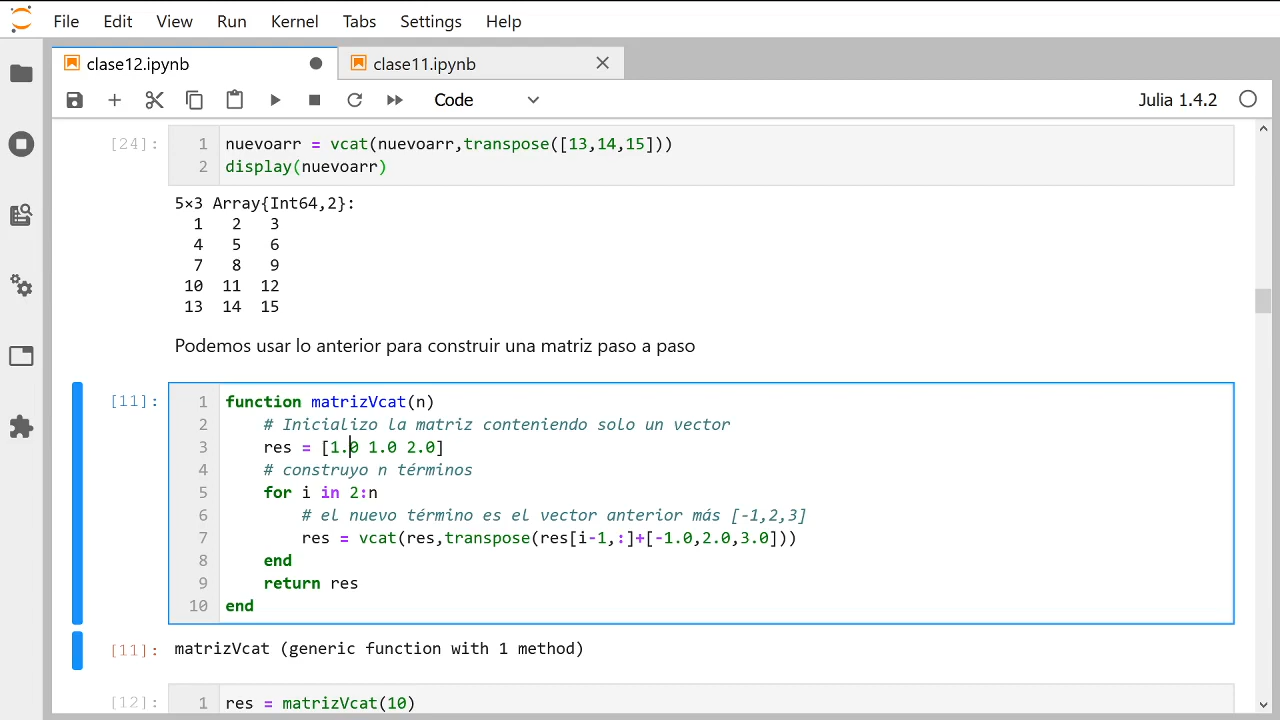 File Edit View Run Kernel Tabs Settings Help
clase12.ipynb
clase11.ipynb
Code
Julia 1.4.2
[24]:
1 nuevoarr = vcat(nuevoarr,transpose([13,14,15]))
2 display(nuevoarr)
5×3 Array{Int64,2}:
1 2 3
4 5 6
7 8 9
10 11 12
13 14 15
Podemos usar lo anterior para construir una matriz paso a paso
[11]:
1 function matrizVcat(n)
2 # Inicializo la matriz conteniendo solo un vector
3 res = [1.0 1.0 2.0]
4 # construyo n términos
5 for i in 2:n
6 # el nuevo término es el vector anterior más [-1,2,3]
7 res = vcat(res,transpose(res[i-1,:]+[-1.0,2.0,3.0]))
8 end
9 return res
10 end
[11]: matrizVcat (generic function with 1 method)
[12]: 1 res = matrizVcat(10)